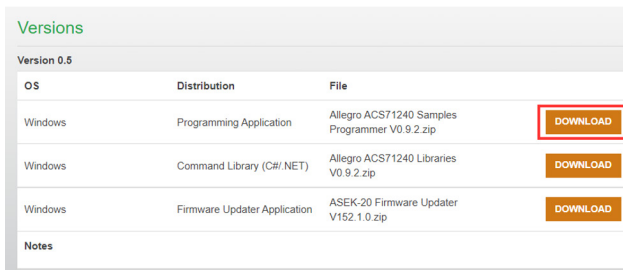 Versions
Version 0.5
OS Distribution File
Windows Programming Application Allegro ACS71240 Samples Programmer V0.9.2.zip DOWNLOAD
Windows Command Library (C#/.NET) Allegro ACS71240 Libraries V0.9.2.zip DOWNLOAD
Windows Firmware Updater Application ASEK-20 Firmware Updater V152.1.0.zip DOWNLOAD
Notes